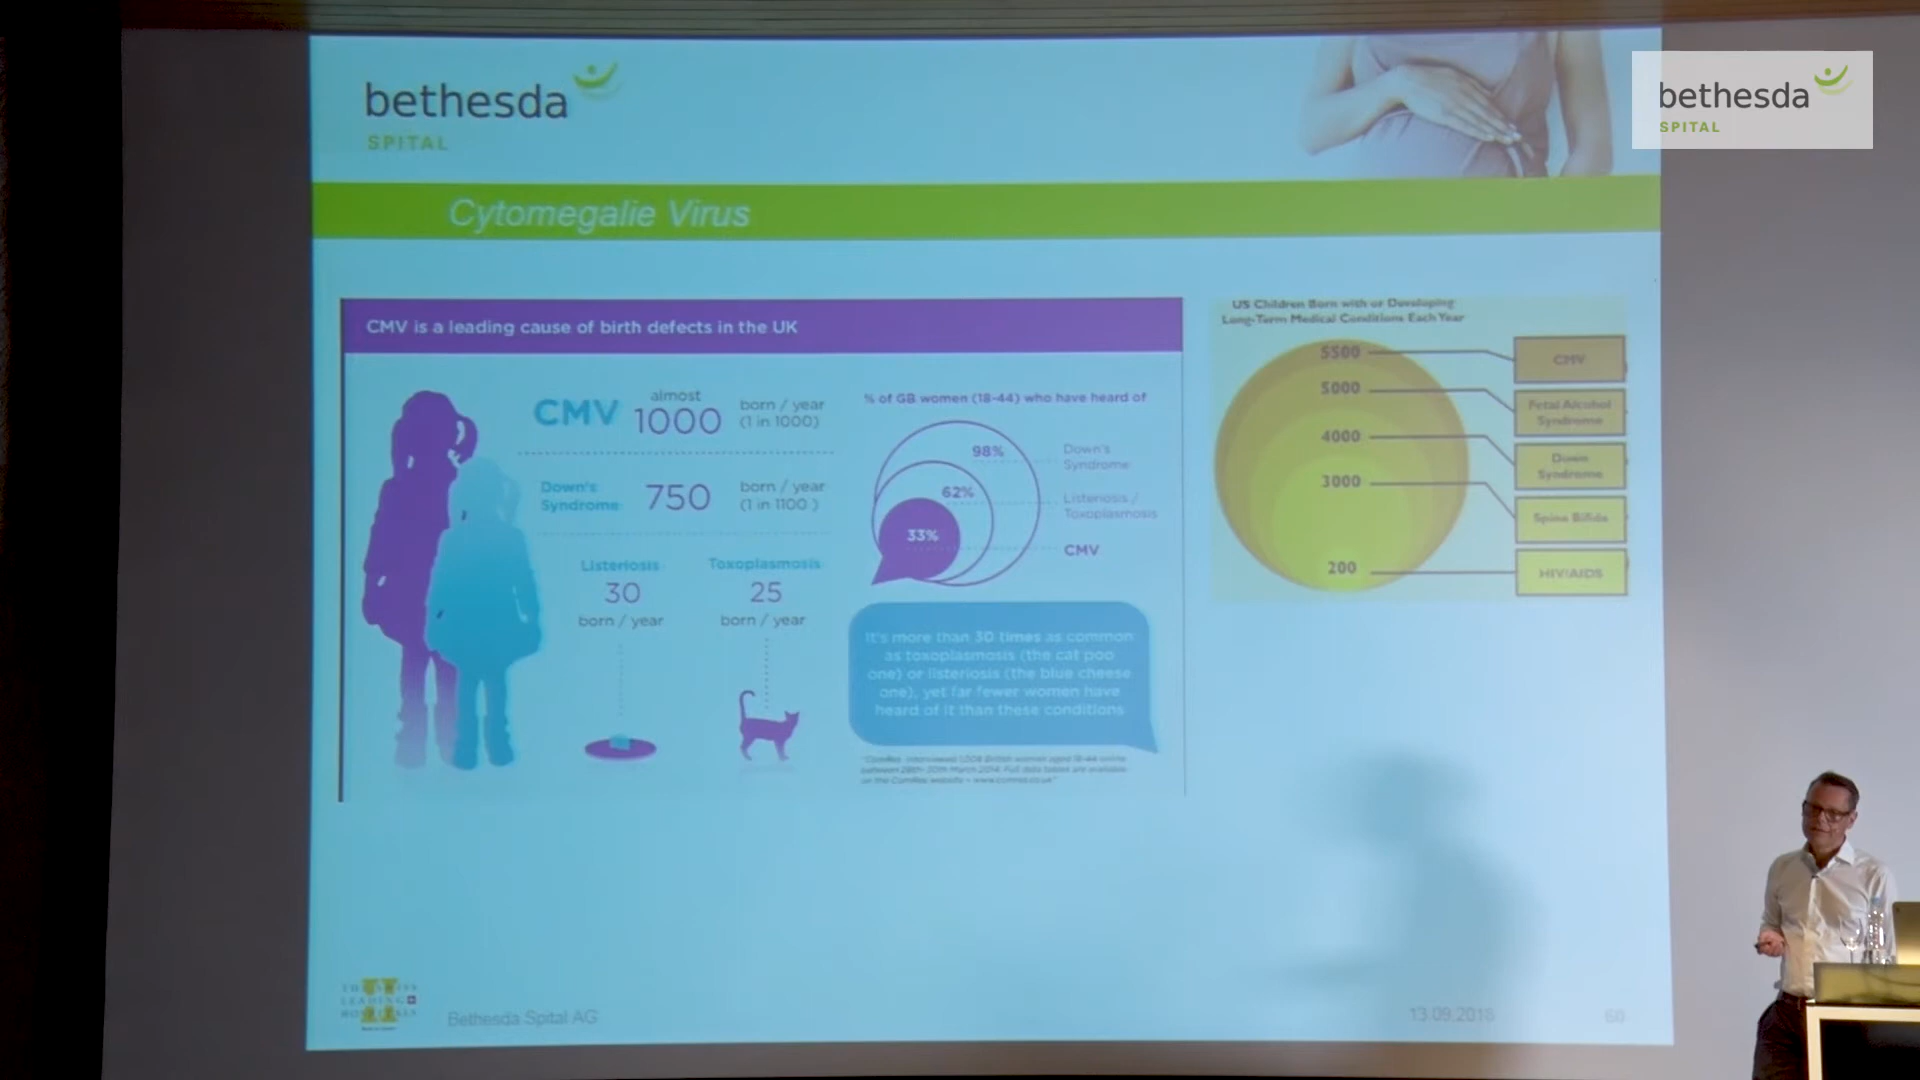 bethesda
SPITAL
bethesda
SPITAL
Cytomegalie Virus
CMV is a leading cause of birth defects in the UK
CMV
almost
1000
born / year
(1 in 1000)
Down's
Syndrome
750
born / year
(1 in 1100 )
Listeriosis
30
born / year
Toxoplasmosis
25
born / year
% of GB women (18-44) who have heard of
98%
Down's
Syndrome
62%
Listeriosis /
Toxoplasmosis
33%
CMV
It's more than 30 times as common
as toxoplasmosis (the cat poo
one) or listeriosis (the blue cheese
one), yet far fewer women have
heard of it than these conditions
US Children Born with or Developing
Long-Term Medical Conditions Each Year
5500
CMV
5000
Fetal Alcohol
Syndrome
4000
Down
Syndrome
3000
Spina Bifida
200
HIV/AIDS
THE SWISS
LEADING
HOSPITALS
Bethesda Spital AG
13.09.2018
60